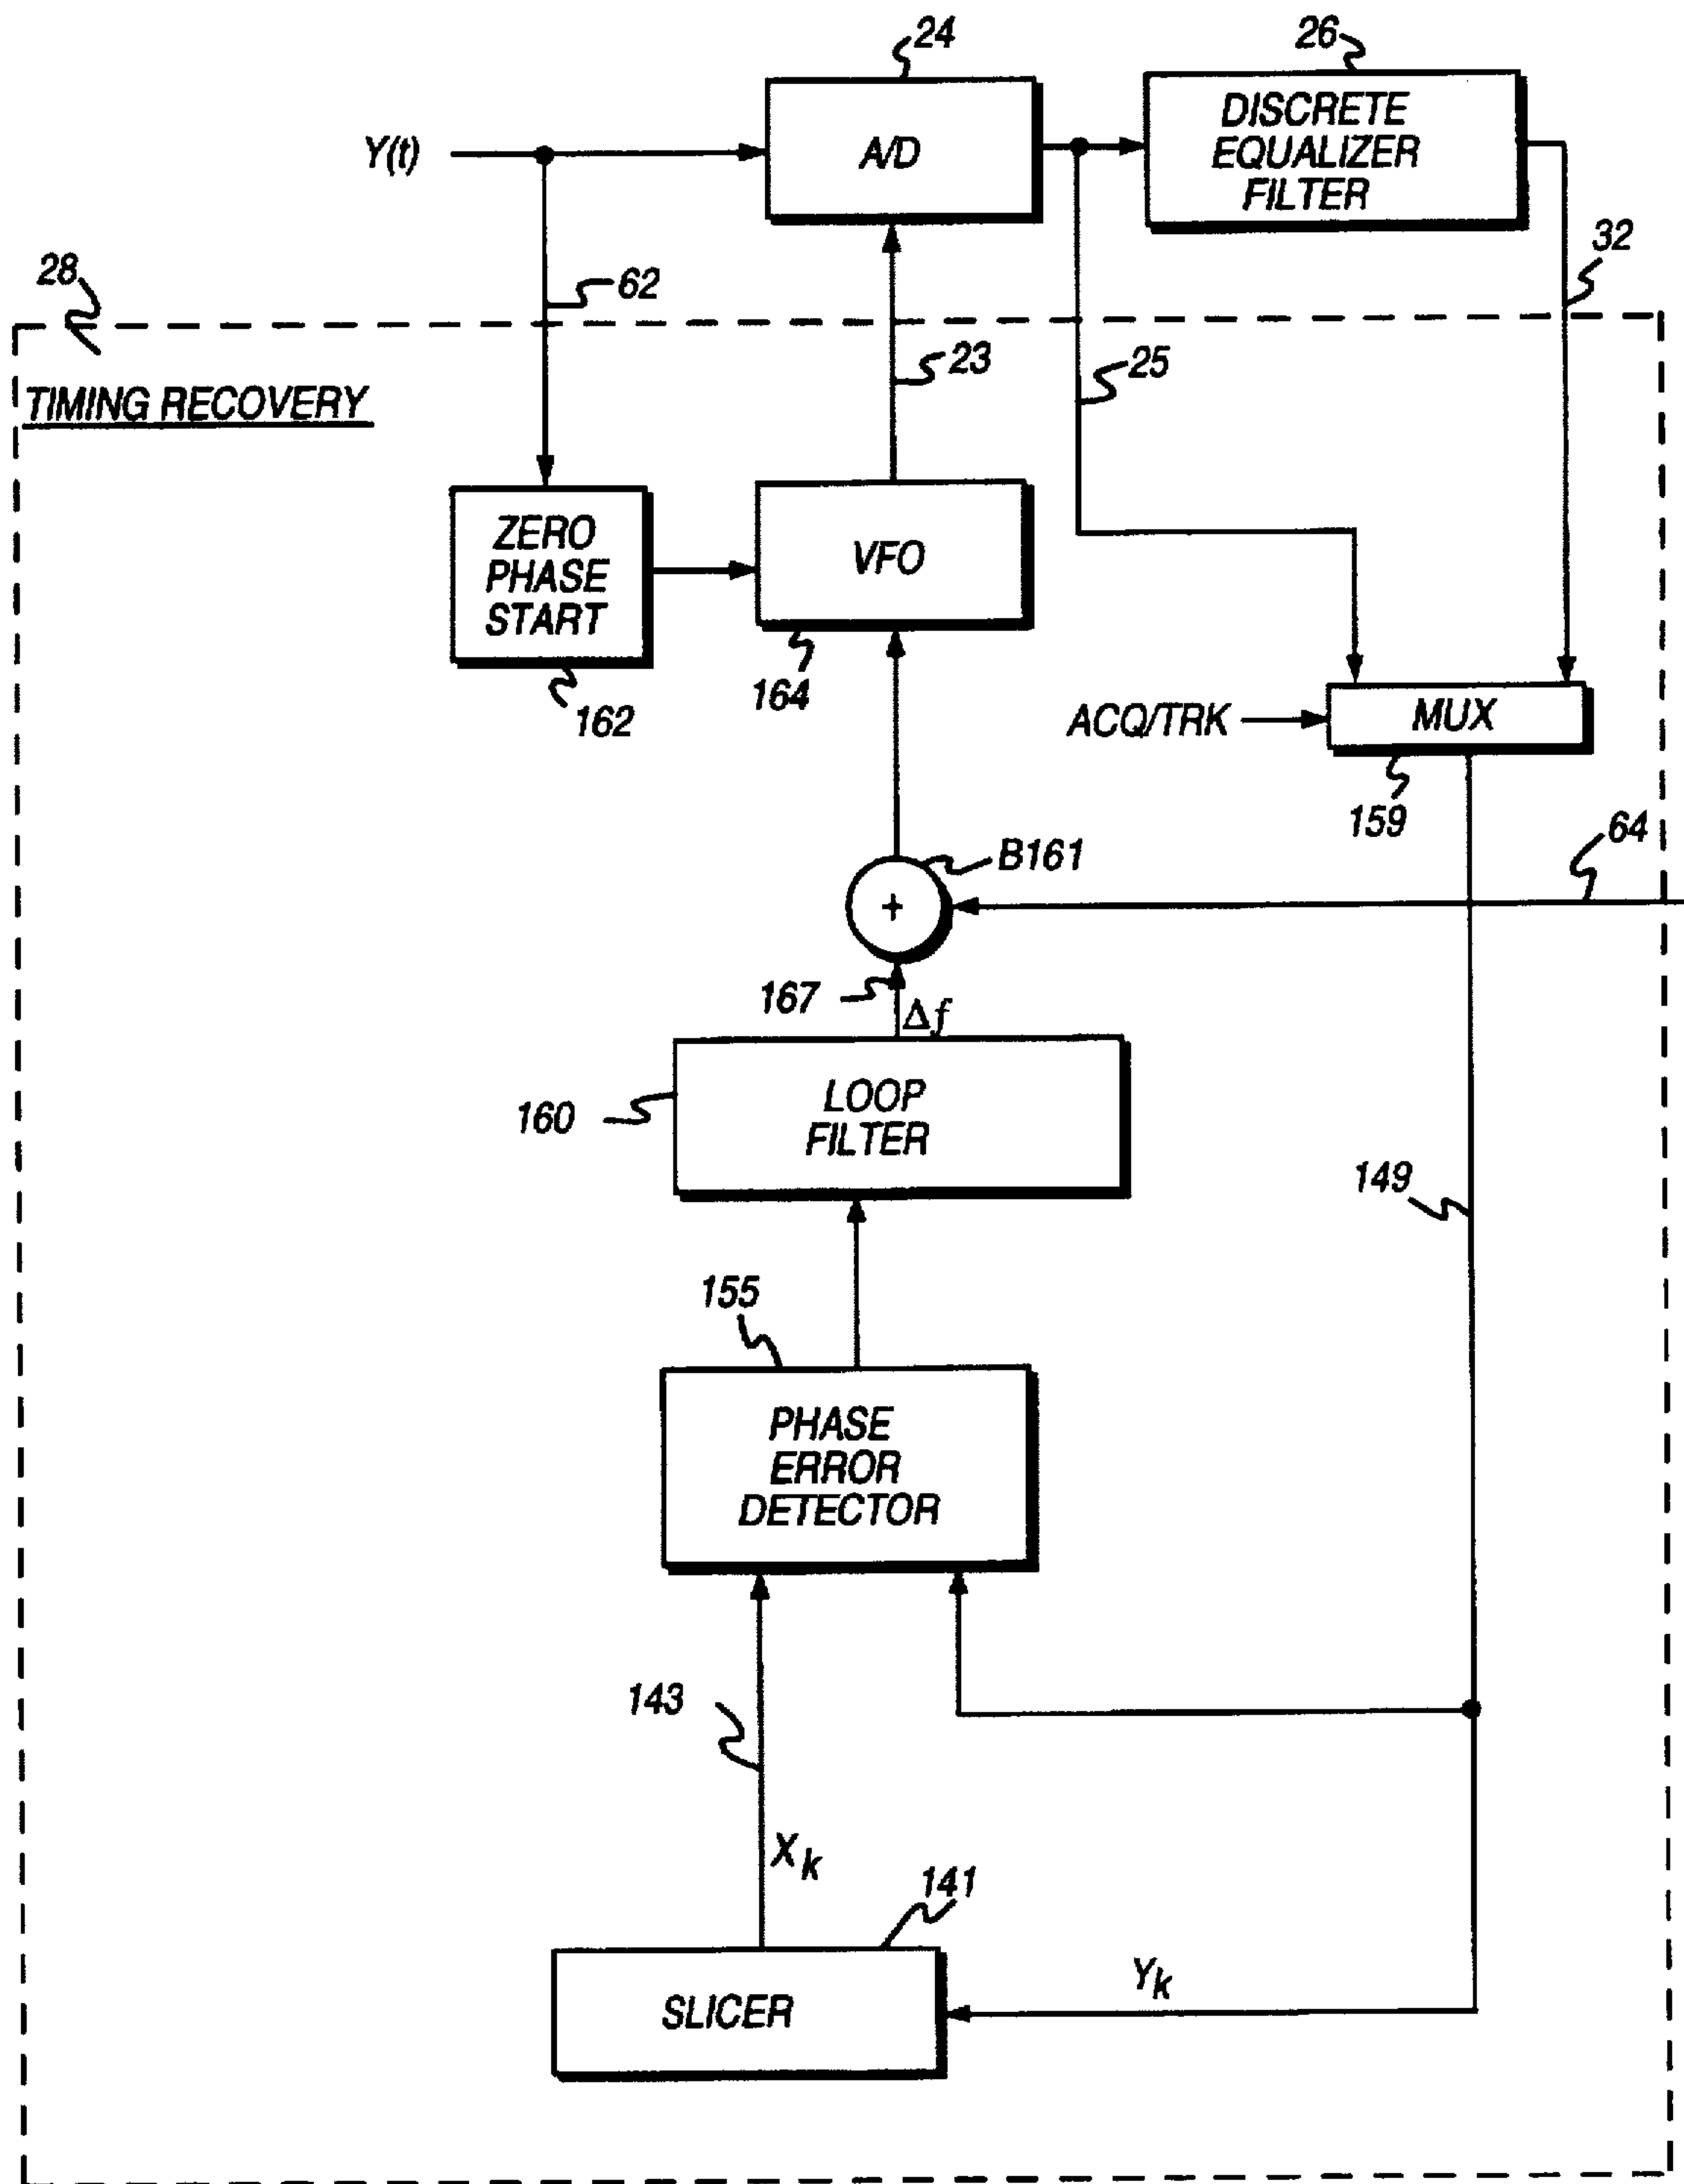 24
26
Y(t)
A/D
DISCRETE
EQUALIZER
FILTER
28
62
32
TIMING RECOVERY
23
25
ZERO
PHASE
START
VFO
162
164
ACQ/TRK
MUX
159
64
B161
+
167
Δf
160
LOOP
FILTER
149
155
PHASE
ERROR
DETECTOR
143
Xk
141
SLICER
Yk